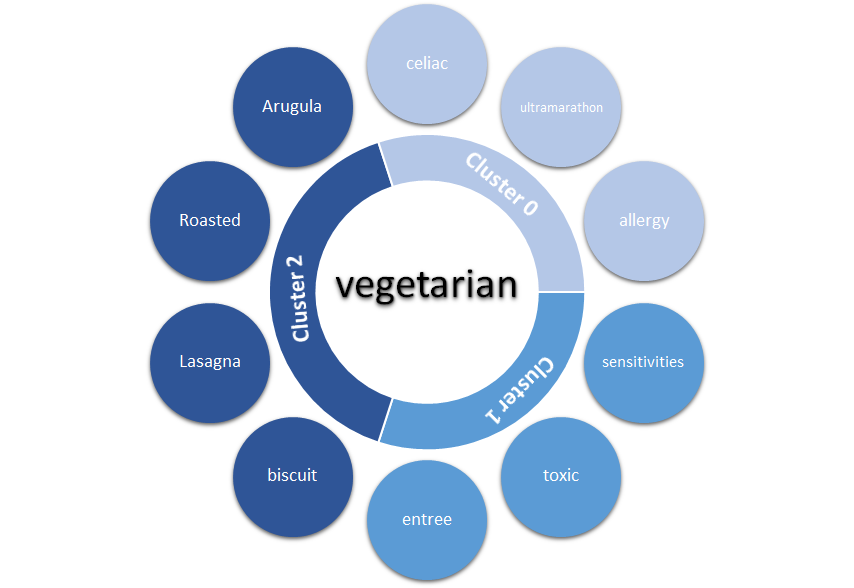 celiac
Arugula
ultramarathon
Cluster 0
Roasted
allergy
Cluster 2
vegetarian
Lasagna
sensitivities
Cluster 1
biscuit
toxic
entree